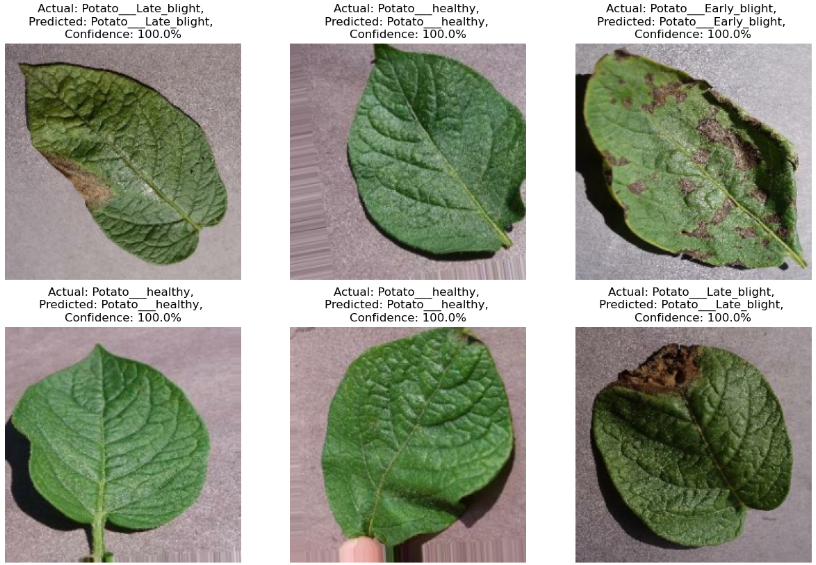 Actual: Potato___Late_blight,
Predicted: Potato___Late_blight,
Confidence: 100.0%
Actual: Potato___healthy,
Predicted: Potato___healthy,
Confidence: 100.0%
Actual: Potato___Early_blight,
Predicted: Potato___Early_blight,
Confidence: 100.0%
Actual: Potato___healthy,
Predicted: Potato___healthy,
Confidence: 100.0%
Actual: Potato___healthy,
Predicted: Potato___healthy,
Confidence: 100.0%
Actual: Potato___Late_blight,
Predicted: Potato___Late_blight,
Confidence: 100.0%